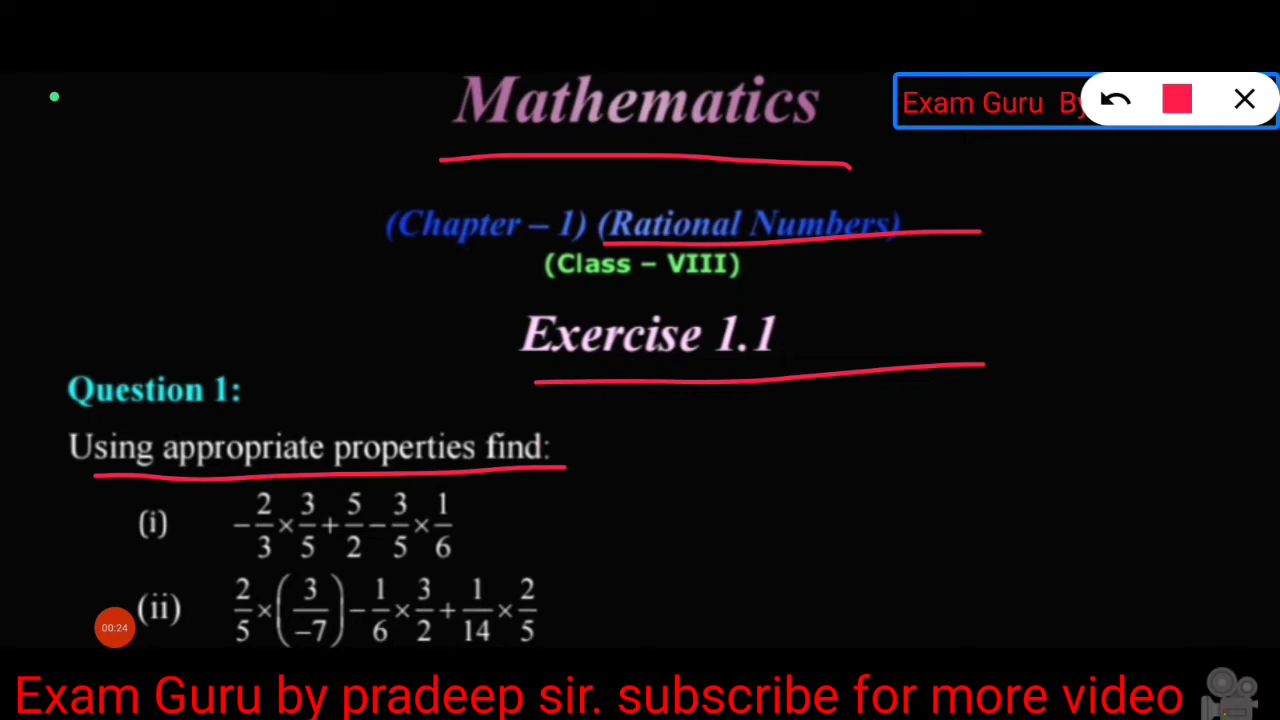 Mathematics
Exam Guru
(Chapter – 1) (Rational Numbers)
(Class – VIII)
Exercise 1.1
Question 1:
Using appropriate properties find:
(i) −2/3 × 3/5 + 5/2 − 3/5 × 1/6
(ii) 2/5 × (3/−7) − 1/6 × 3/2 + 1/14 × 2/5
00:24
Exam Guru by pradeep sir. subscribe for more video